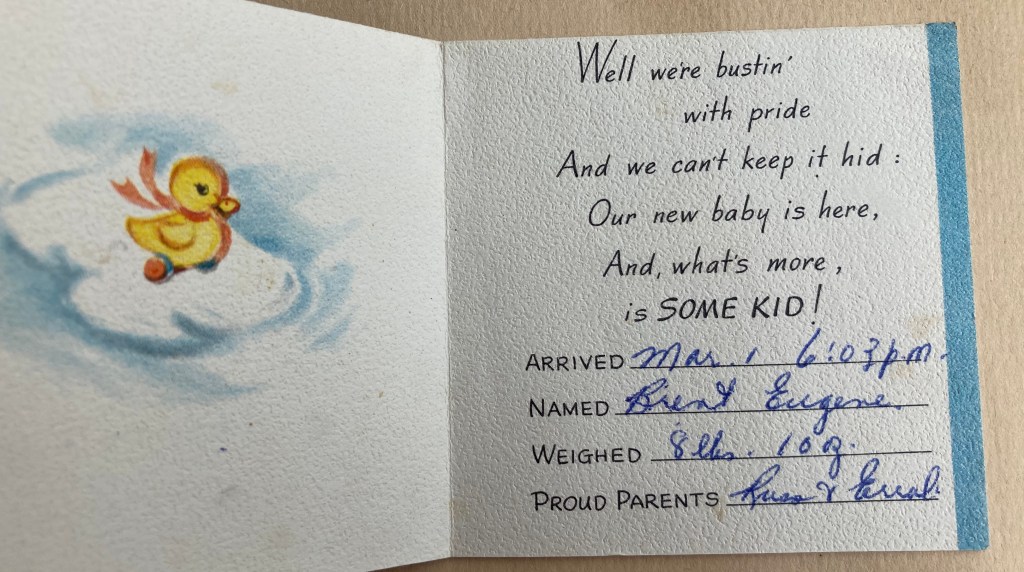 Well we're bustin'
with pride
And we can't keep it hid :
Our new baby is here,
And, what's more,
is SOME KID!
ARRIVED Mar. 1 6:03 pm.
NAMED Brent Eugene.
WEIGHED 8 lbs. 1 oz.
PROUD PARENTS Russ &